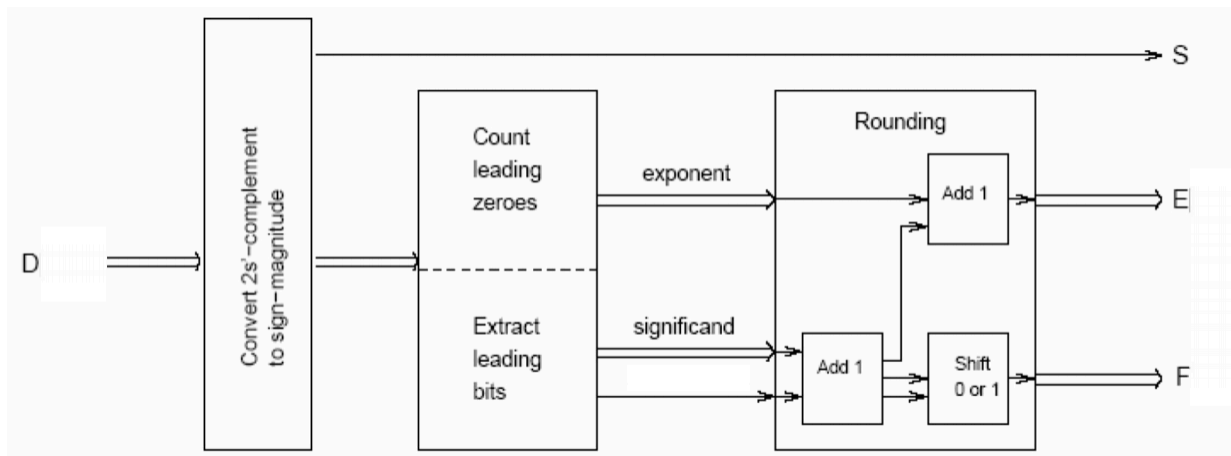 S
Convert 2s'−complement
to sign−magnitude
Rounding
Count
leading
zeroes
exponent
Add 1
E
D
Extract
leading
bits
significand
Add 1
Shift
0 or 1
F